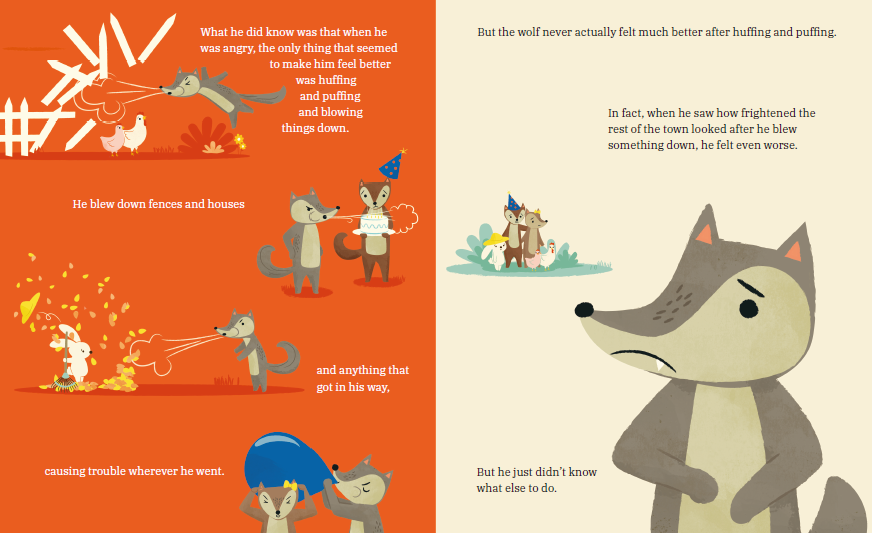 What he did know was that when he
was angry, the only thing that seemed
to make him feel better
was huffing
and puffing
and blowing
things down.
He blew down fences and houses
and anything that
got in his way,
causing trouble wherever he went.
But the wolf never actually felt much better after huffing and puffing.
In fact, when he saw how frightened the
rest of the town looked after he blew
something down, he felt even worse.
But he just didn't know
what else to do.